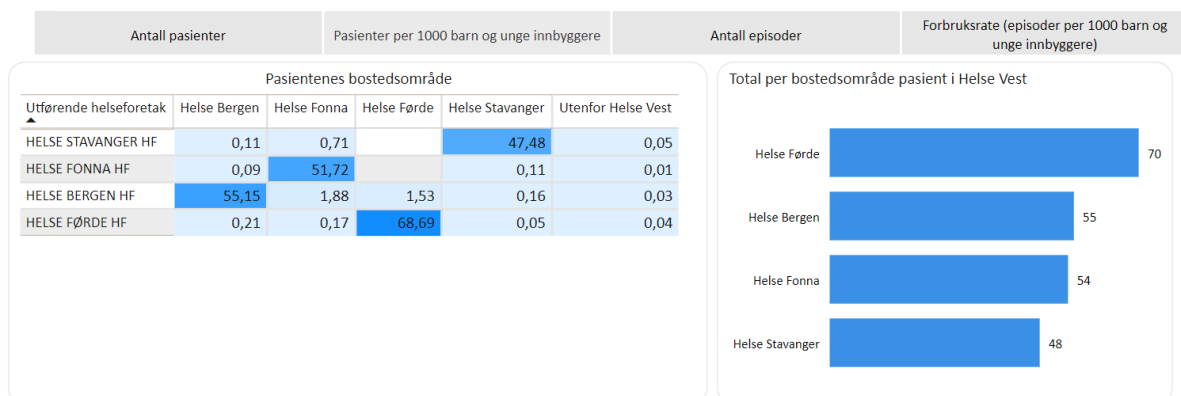 Antall pasienter
Pasienter per 1000 barn og unge innbyggere
Antall episoder
Forbruksrate (episoder per 1000 barn og
unge innbyggere)
Pasientenes bostedsområde
Utførende helseforetak Helse Bergen Helse Fonna Helse Førde Helse Stavanger Utenfor Helse Vest
HELSE STAVANGER HF 0,11 0,71 47,48 0,05
HELSE FONNA HF 0,09 51,72 0,11 0,01
HELSE BERGEN HF 55,15 1,88 1,53 0,16 0,03
HELSE FØRDE HF 0,21 0,17 68,69 0,05 0,04
Total per bostedsområde pasient i Helse Vest
Helse Førde 70
Helse Bergen 55
Helse Fonna 54
Helse Stavanger 48